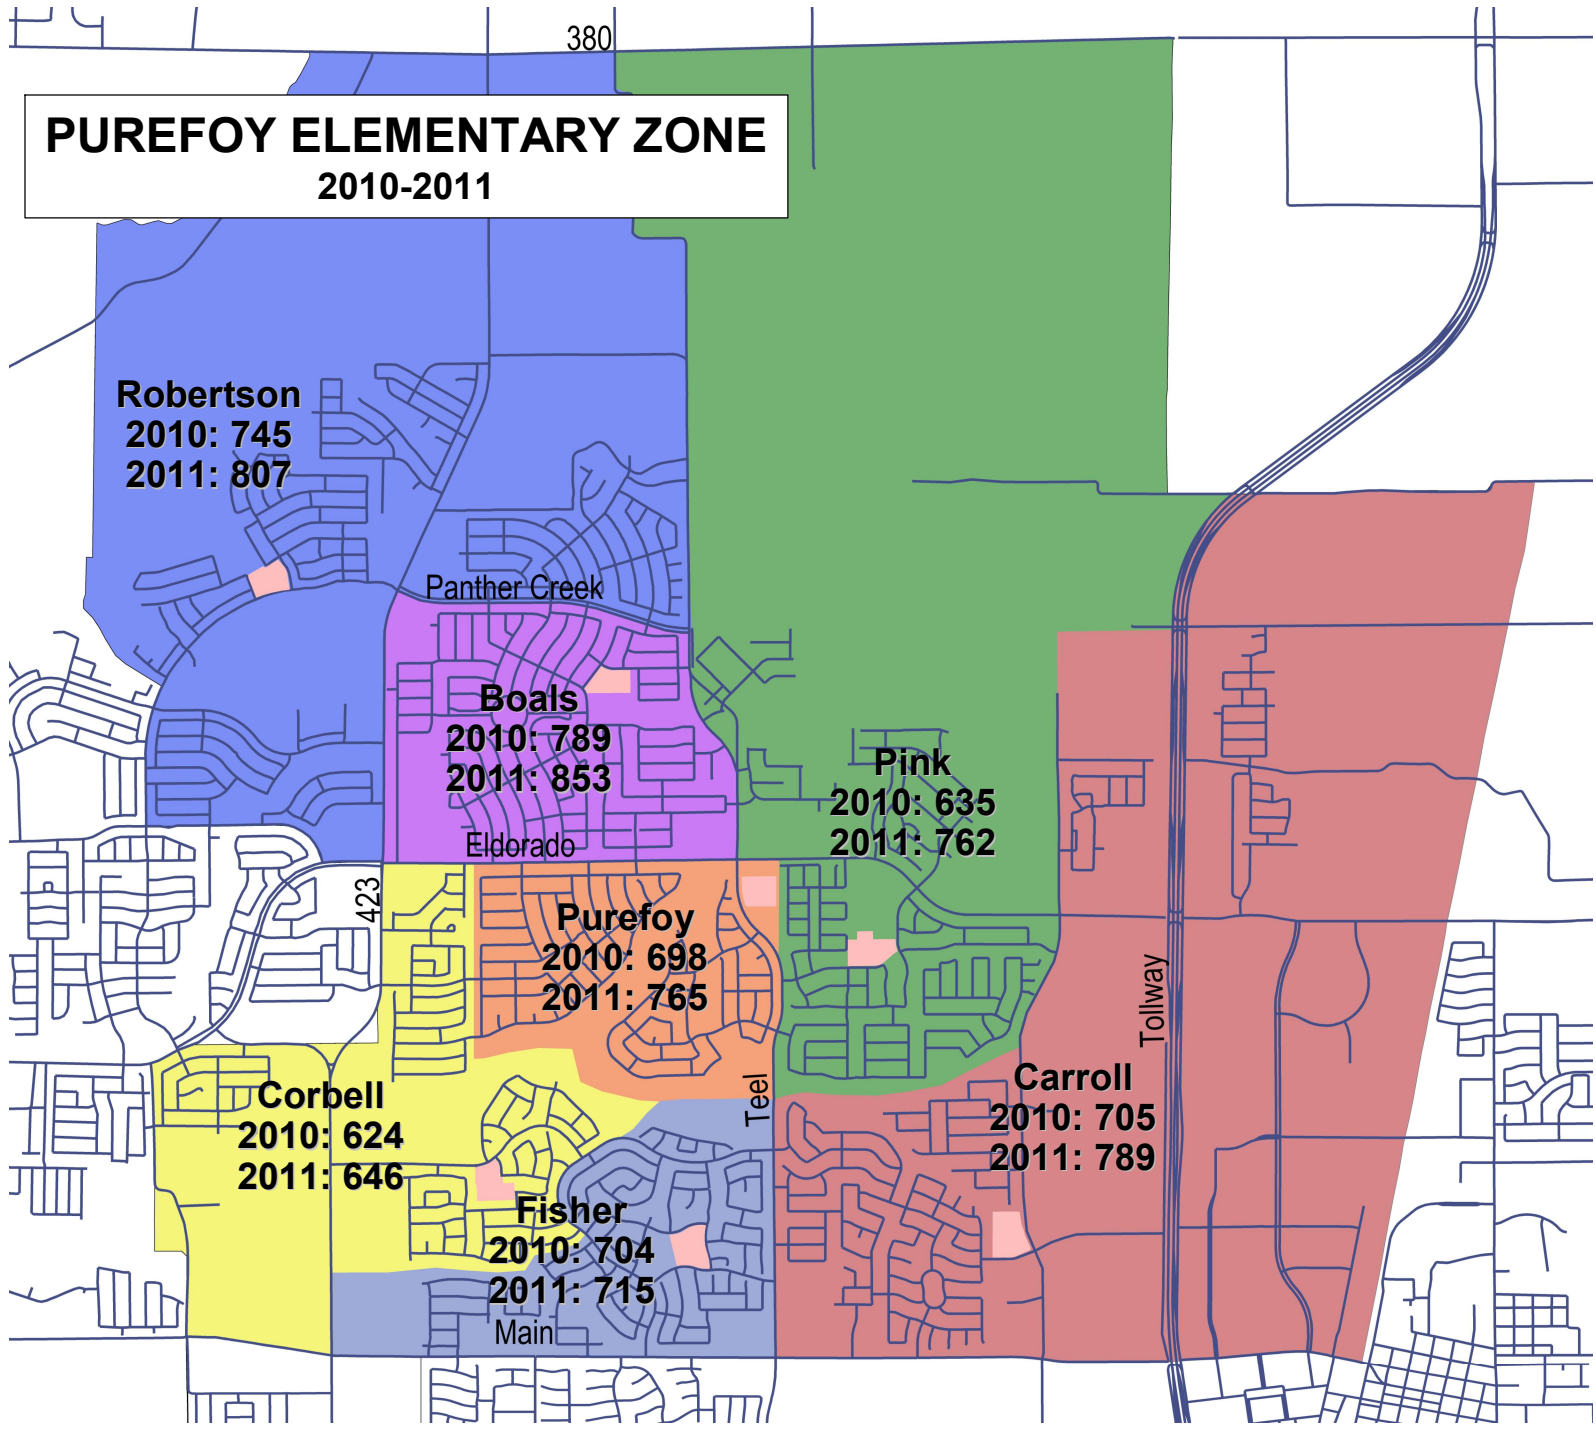 380
PUREFOY ELEMENTARY ZONE
2010-2011
Robertson
2010: 745
2011: 807
Panther Creek
Boals
2010: 789
2011: 853
Eldorado
Pink
2010: 635
2011: 762
423
Purefoy
2010: 698
2011: 765
Tollway
Teel
Corbell
2010: 624
2011: 646
Carroll
2010: 705
2011: 789
Fisher
2010: 704
2011: 715
Main